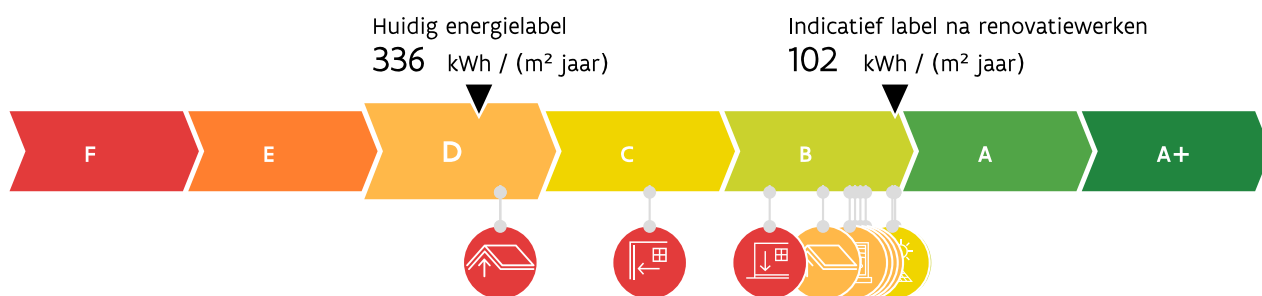 Huidig energielabel
336 kWh / (m² jaar)
Indicatief label na renovatiewerken
102 kWh / (m² jaar)
F E D C B A A+